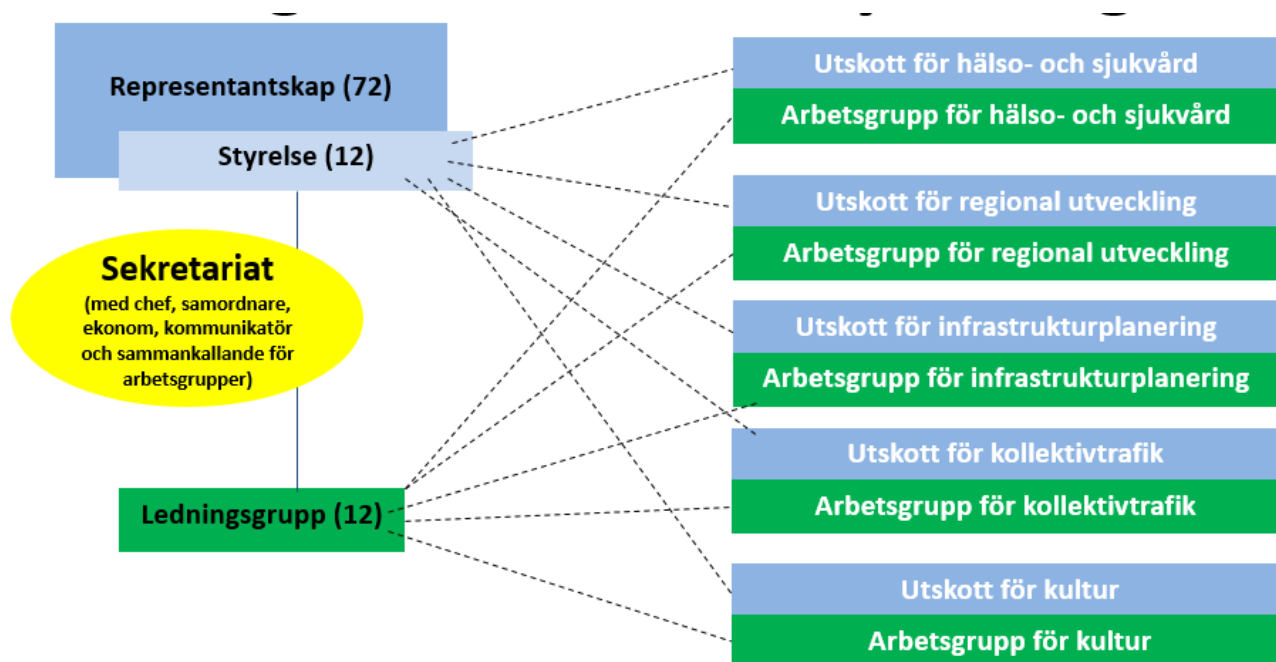 Representantskap (72)
Styrelse (12)
Sekretariat
(med chef, samordnare,
ekonom, kommunikatör
och sammankallande för
arbetsgrupper)
Ledningsgrupp (12)
Utskott för hälso- och sjukvård
Arbetsgrupp för hälso- och sjukvård
Utskott för regional utveckling
Arbetsgrupp för regional utveckling
Utskott för infrastrukturplanering
Arbetsgrupp för infrastrukturplanering
Utskott för kollektivtrafik
Arbetsgrupp för kollektivtrafik
Utskott för kultur
Arbetsgrupp för kultur